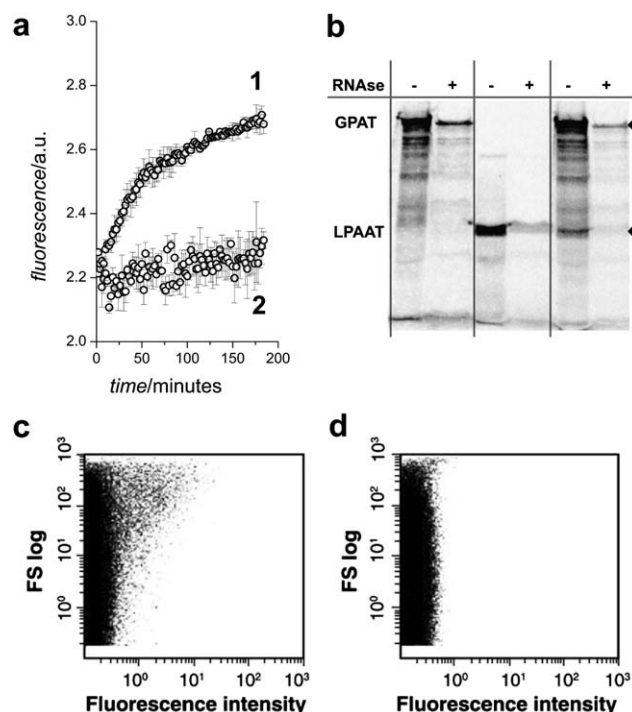 a
3.0
2.8
2.6
2.4
2.2
2.0
fluorescence/a.u.
1
2
0 50 100 150 200
time/minutes
b
RNAse - + - + - +
GPAT
LPAAT
c
FS log
10³
10²
10¹
10⁰
10⁰ 10¹ 10² 10³
Fluorescence intensity
d
FS log
10³
10²
10¹
10⁰
10⁰ 10¹ 10² 10³
Fluorescence intensity